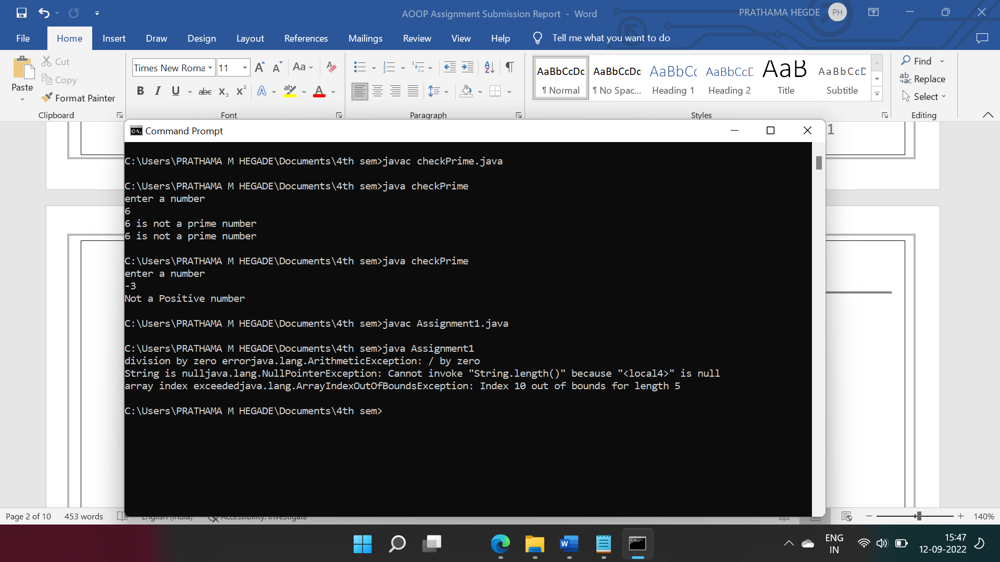 AOOP Assignment Submission Report - Word
PRATHAMA HEGDE PH
File Home Insert Draw Design Layout References Mailings Review View Help Tell me what you want to do
Cut
Copy
Paste
Format Painter
Clipboard
Times New Roma 11
Font
Paragraph
AaBbCcDc AaBbCcDc AaBbCc AaBbCcD AaB AaBbCcD
¶ Normal ¶ No Spac... Heading 1 Heading 2 Title Subtitle
Styles
Find
Replace
Select
Editing
1
Command Prompt
C:\Users\PRATHAMA M HEGADE\Documents\4th sem>javac checkPrime.java
C:\Users\PRATHAMA M HEGADE\Documents\4th sem>java checkPrime
enter a number
6
6 is not a prime number
6 is not a prime number
C:\Users\PRATHAMA M HEGADE\Documents\4th sem>java checkPrime
enter a number
-3
Not a Positive number
C:\Users\PRATHAMA M HEGADE\Documents\4th sem>javac Assignment1.java
C:\Users\PRATHAMA M HEGADE\Documents\4th sem>java Assignment1
division by zero errorjava.lang.ArithmeticException: / by zero
String is nulljava.lang.NullPointerException: Cannot invoke "String.length()" because "<local4>" is null
array index exceededjava.lang.ArrayIndexOutOfBoundsException: Index 10 out of bounds for length 5
C:\Users\PRATHAMA M HEGADE\Documents\4th sem>
Page 2 of 10 453 words English (India) Accessibility: Investigate 140%
ENG
IN
15:47
12-09-2022